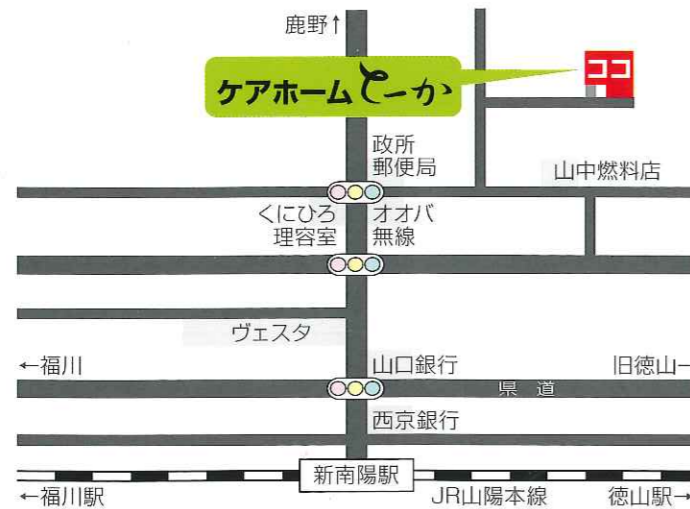 鹿野↑
ココ
ケアホームとーか
政所
郵便局
山中燃料店
くにひろ
理容室
オオバ
無線
ヴェスタ
←福川
山口銀行
旧徳山→
県道
西京銀行
新南陽駅
←福川駅
JR山陽本線
徳山駅→